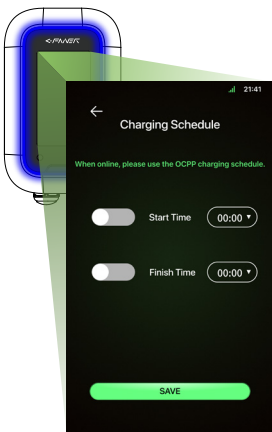 21:41
Charging Schedule
When online, please use the OCPP charging schedule.
Start Time 00:00
Finish Time 00:00
SAVE